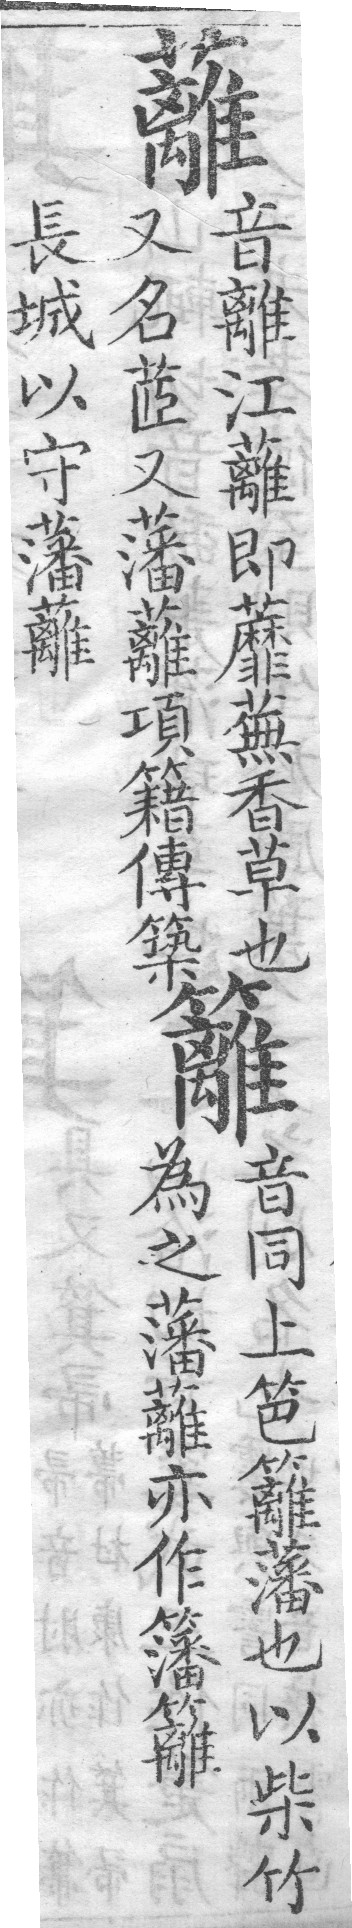 蘺
音離江蘺即蘼蕪香草也
又名茝又藩蘺項籍傳築
長城以守藩蘺
籬
音同上笆籬藩也以柴竹
為之藩蘺亦作籓籬